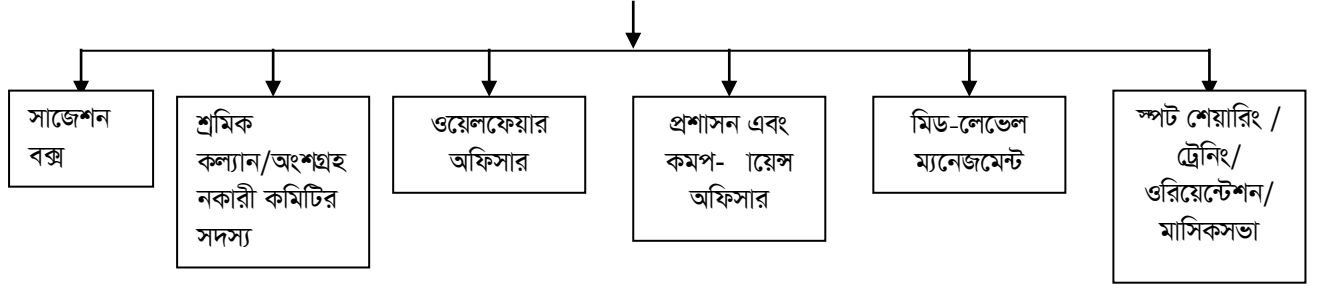 সাজেশন
বক্স
শ্রমিক
কল্যান/অংশগ্রহ
নকারী কমিটির
সদস্য
ওয়েলফেয়ার
অফিসার
প্রশাসন এবং
কমপ- ায়েন্স
অফিসার
মিড-লেভেল
ম্যনেজমেন্ট
স্পট শেয়ারিং /
ট্রেনিং/
ওরিয়েন্টেশন/
মাসিকসভা